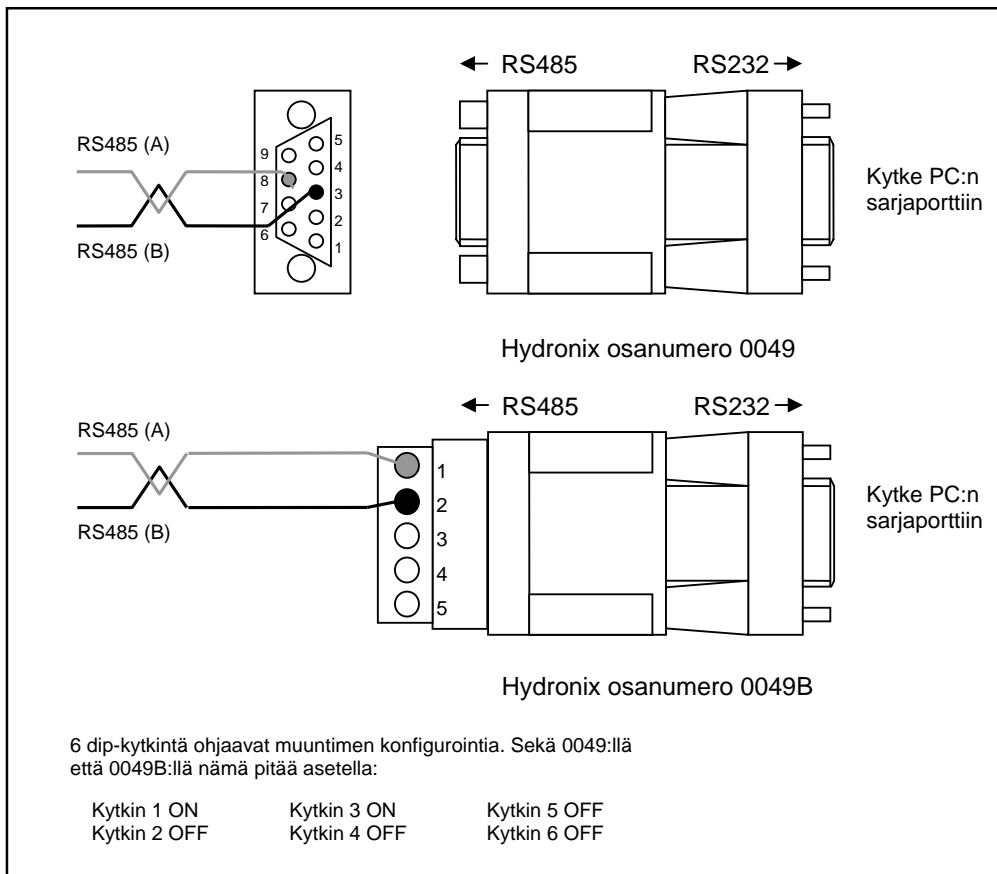 RS485 RS232
RS485 (A)
RS485 (B)
9
8
7
6
5
4
3
2
1
Kytke PC:n
sarjaporttiin
Hydronix osanumero 0049
RS485 RS232
RS485 (A)
RS485 (B)
1
2
3
4
5
Kytke PC:n
sarjaporttiin
Hydronix osanumero 0049B
6 dip-kytkintä ohjaavat muuntimen konfigurointia. Sekä 0049:llä
että 0049B:llä nämä pitää asetella:
Kytkin 1 ON Kytkin 3 ON Kytkin 5 OFF
Kytkin 2 OFF Kytkin 4 OFF Kytkin 6 OFF